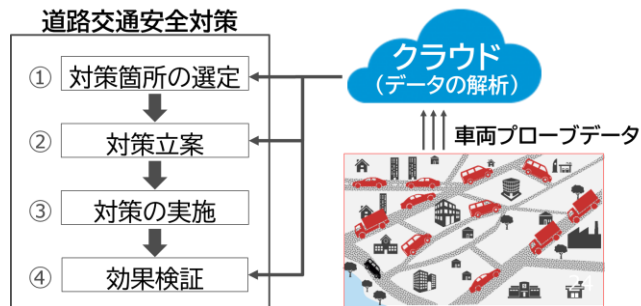 道路交通安全対策
① 対策箇所の選定
② 対策立案
③ 対策の実施
④ 効果検証
クラウド
（データの解析）
車両プローブデータ